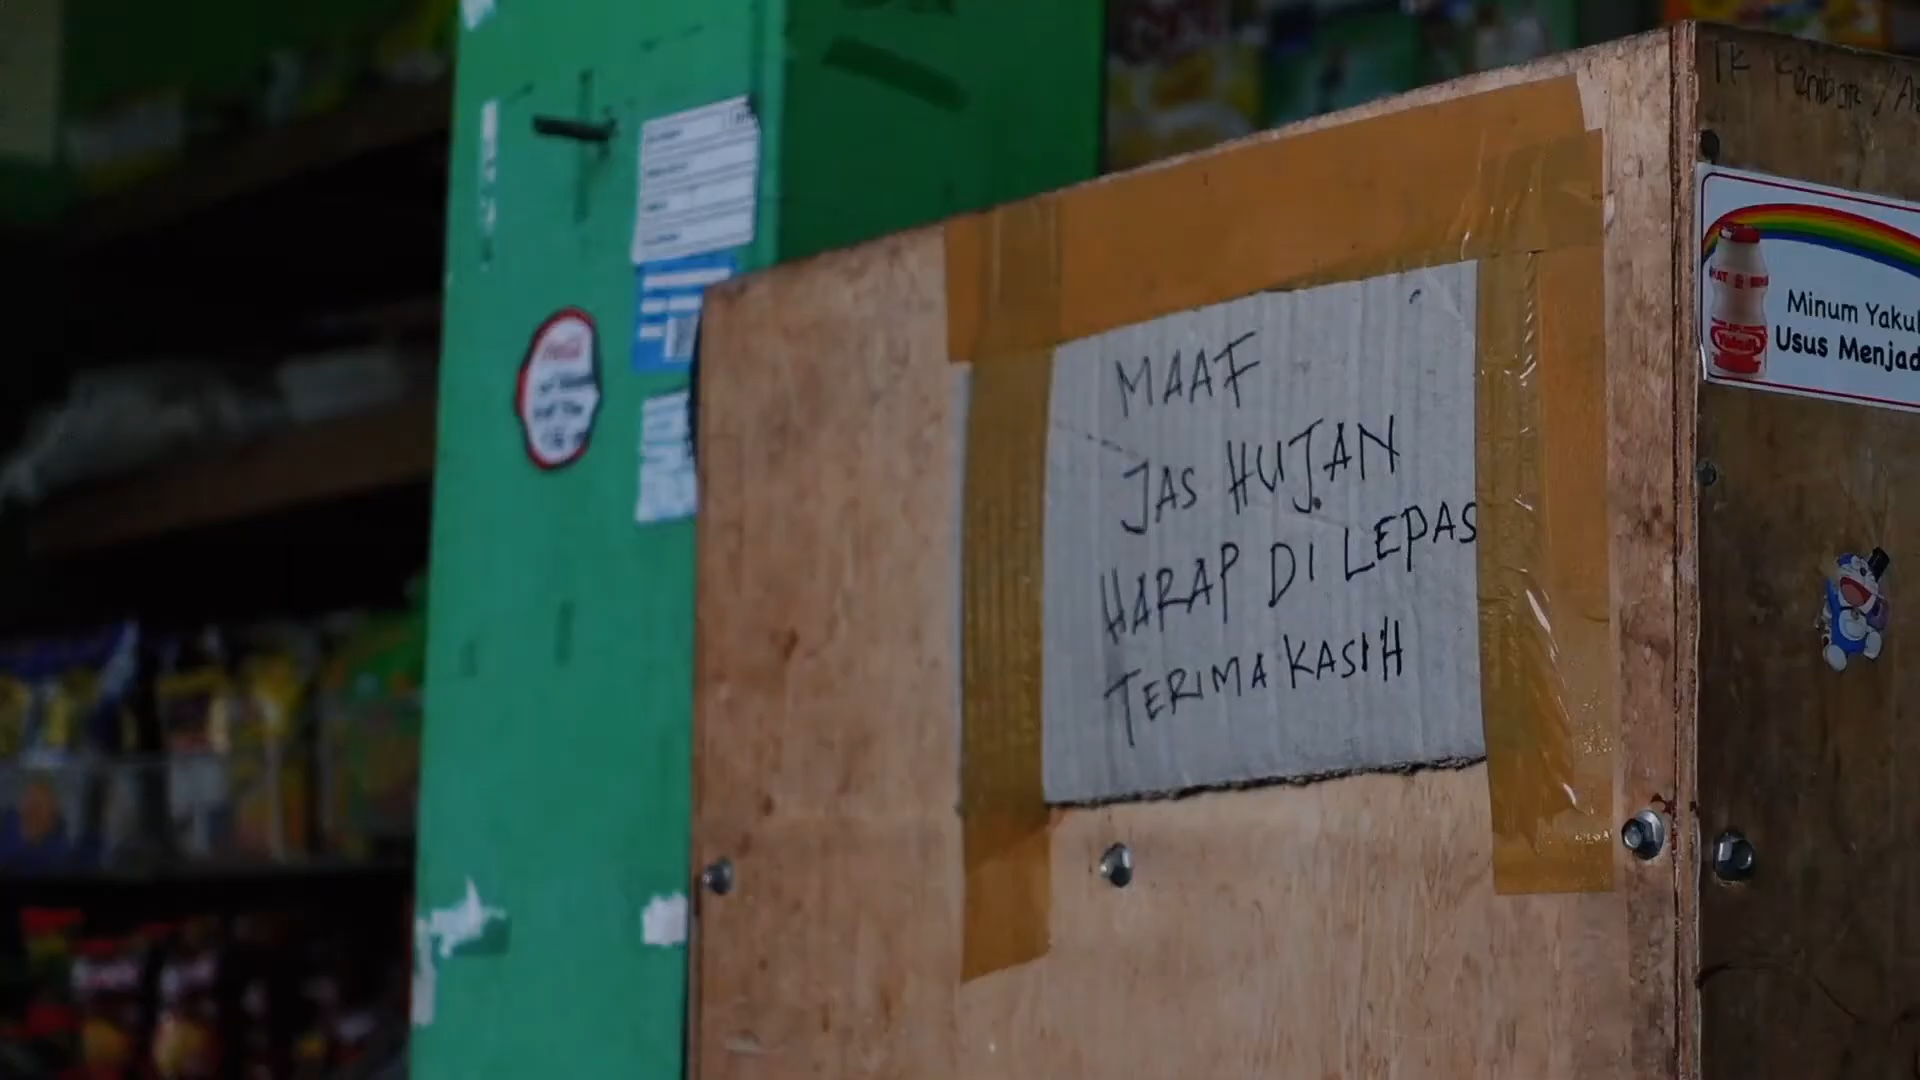 MAAF
JAS HUJAN
HARAP DI LEPAS
TERIMA KASIH
Minum Yakul
Usus Menjad